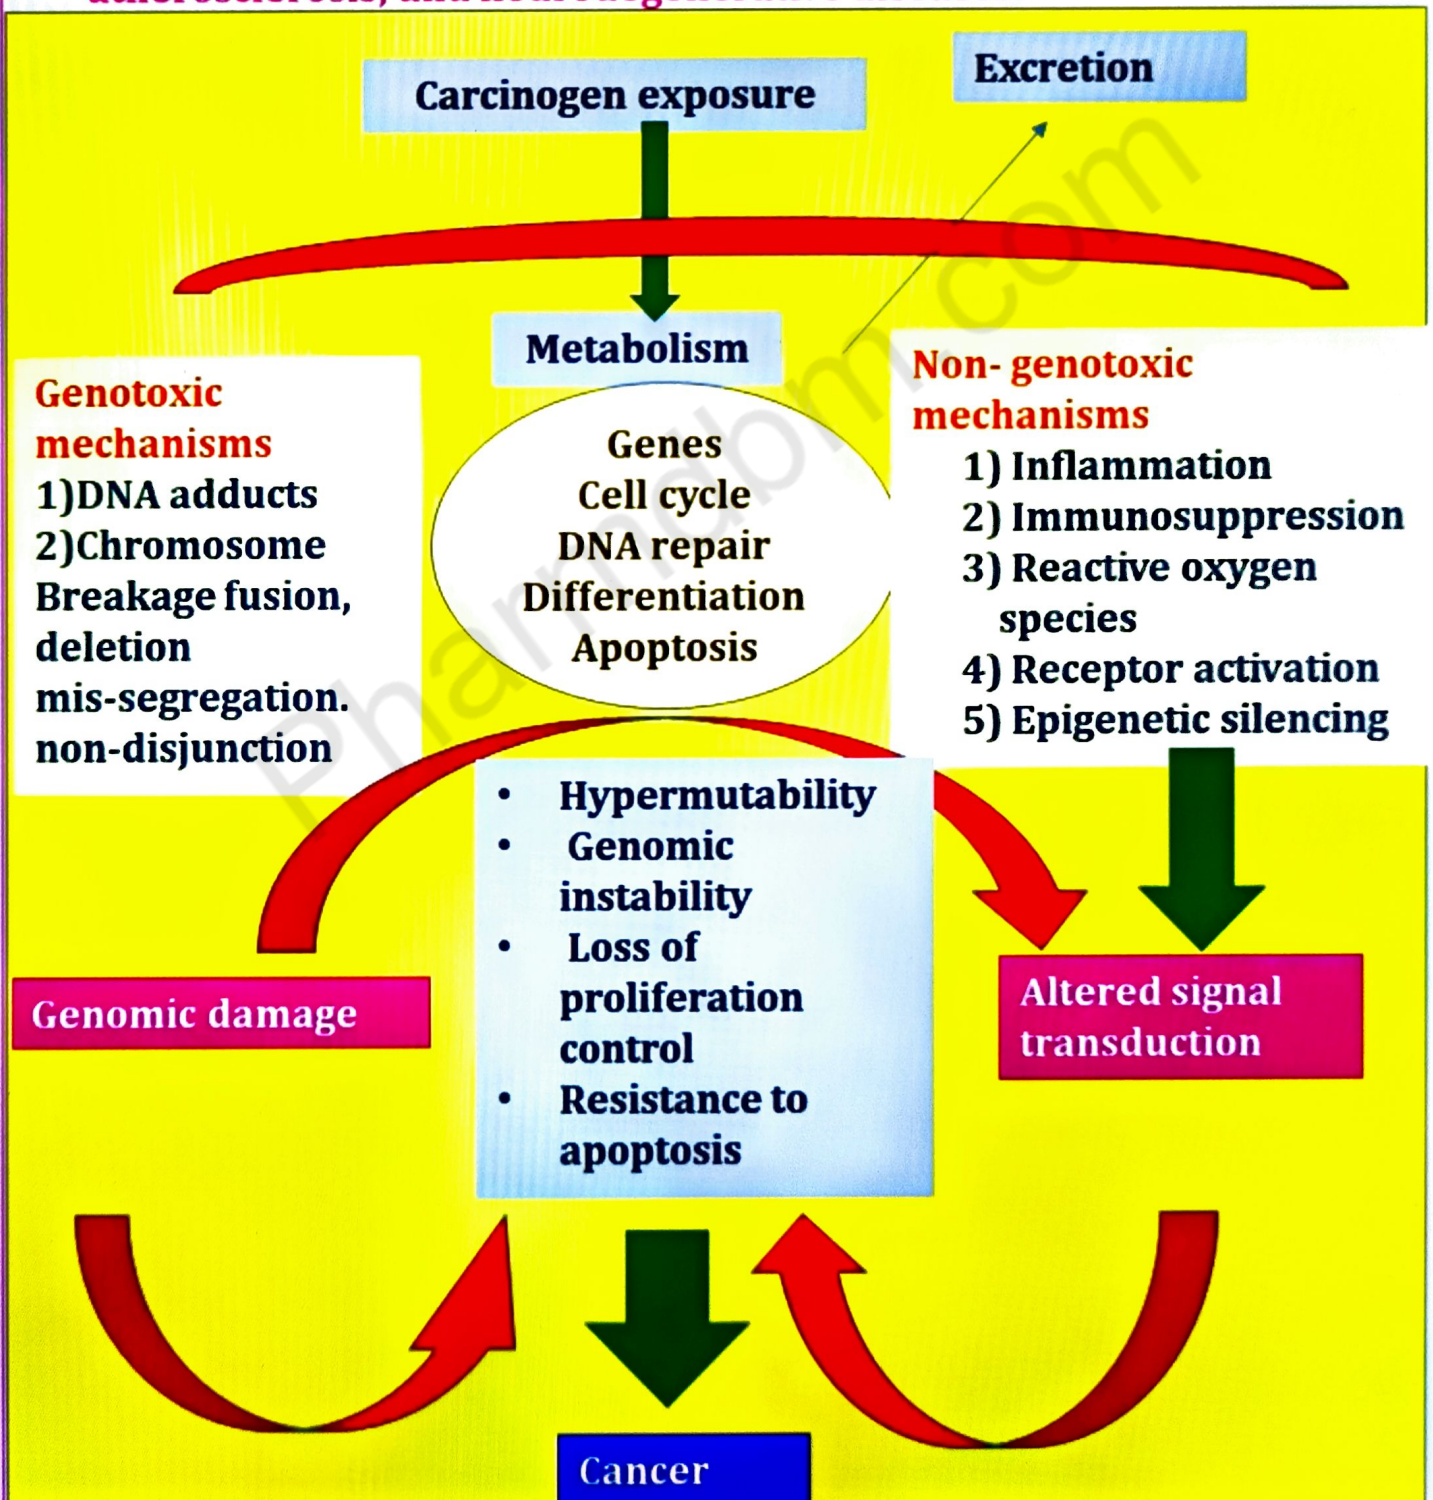 Carcinogen exposure
Excretion
Metabolism
Genotoxic
mechanisms
1)DNA adducts
2)Chromosome
Breakage fusion,
deletion
mis-segregation.
non-disjunction
Genes
Cell cycle
DNA repair
Differentiation
Apoptosis
Non- genotoxic
mechanisms
1) Inflammation
2) Immunosuppression
3) Reactive oxygen
species
4) Receptor activation
5) Epigenetic silencing
• Hypermutability
• Genomic
instability
• Loss of
proliferation
control
• Resistance to
apoptosis
Genomic damage
Altered signal
transduction
Cancer
Pharmdbm.com